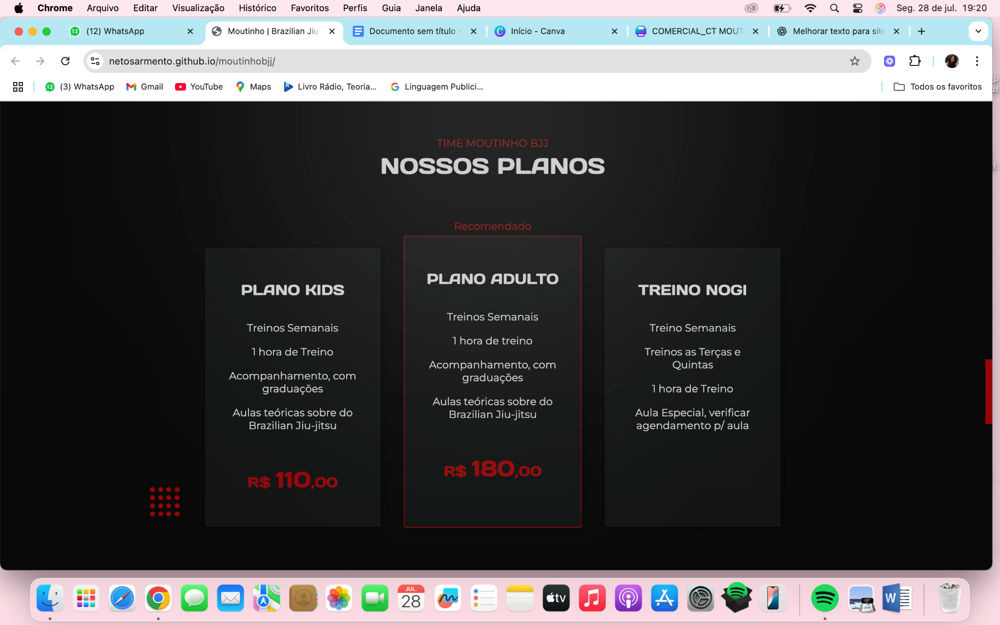 Chrome Arquivo Editar Visualização Histórico Favoritos Perfis Guia Janela Ajuda Seg. 28 de jul. 19:20
12 (12) WhatsApp Moutinho | Brazilian Jiu Documento sem título - Início - Canva COMERCIAL_CT MOUT Melhorar texto para site
netosarmento.github.io/moutinhobjj/
12 (3) WhatsApp Gmail YouTube Maps Livro Rádio, Teoria... Linguagem Publici... Todos os favoritos
TIME MOUTINHO BJJ
NOSSOS PLANOS
Recomendado
PLANO KIDS
Treinos Semanais
1 hora de Treino
Acompanhamento, com
graduações
Aulas teóricas sobre do
Brazilian Jiu-jitsu
R$ 110,00
PLANO ADULTO
Treinos Semanais
1 hora de treino
Acompanhamento, com
graduações
Aulas teóricas sobre do
Brazilian Jiu-jitsu
R$ 180,00
TREINO NOGI
Treino Semanais
Treinos as Terças e
Quintas
1 hora de Treino
Aula Especial, verificar
agendamento p/ aula
JUL.
28
tv
W